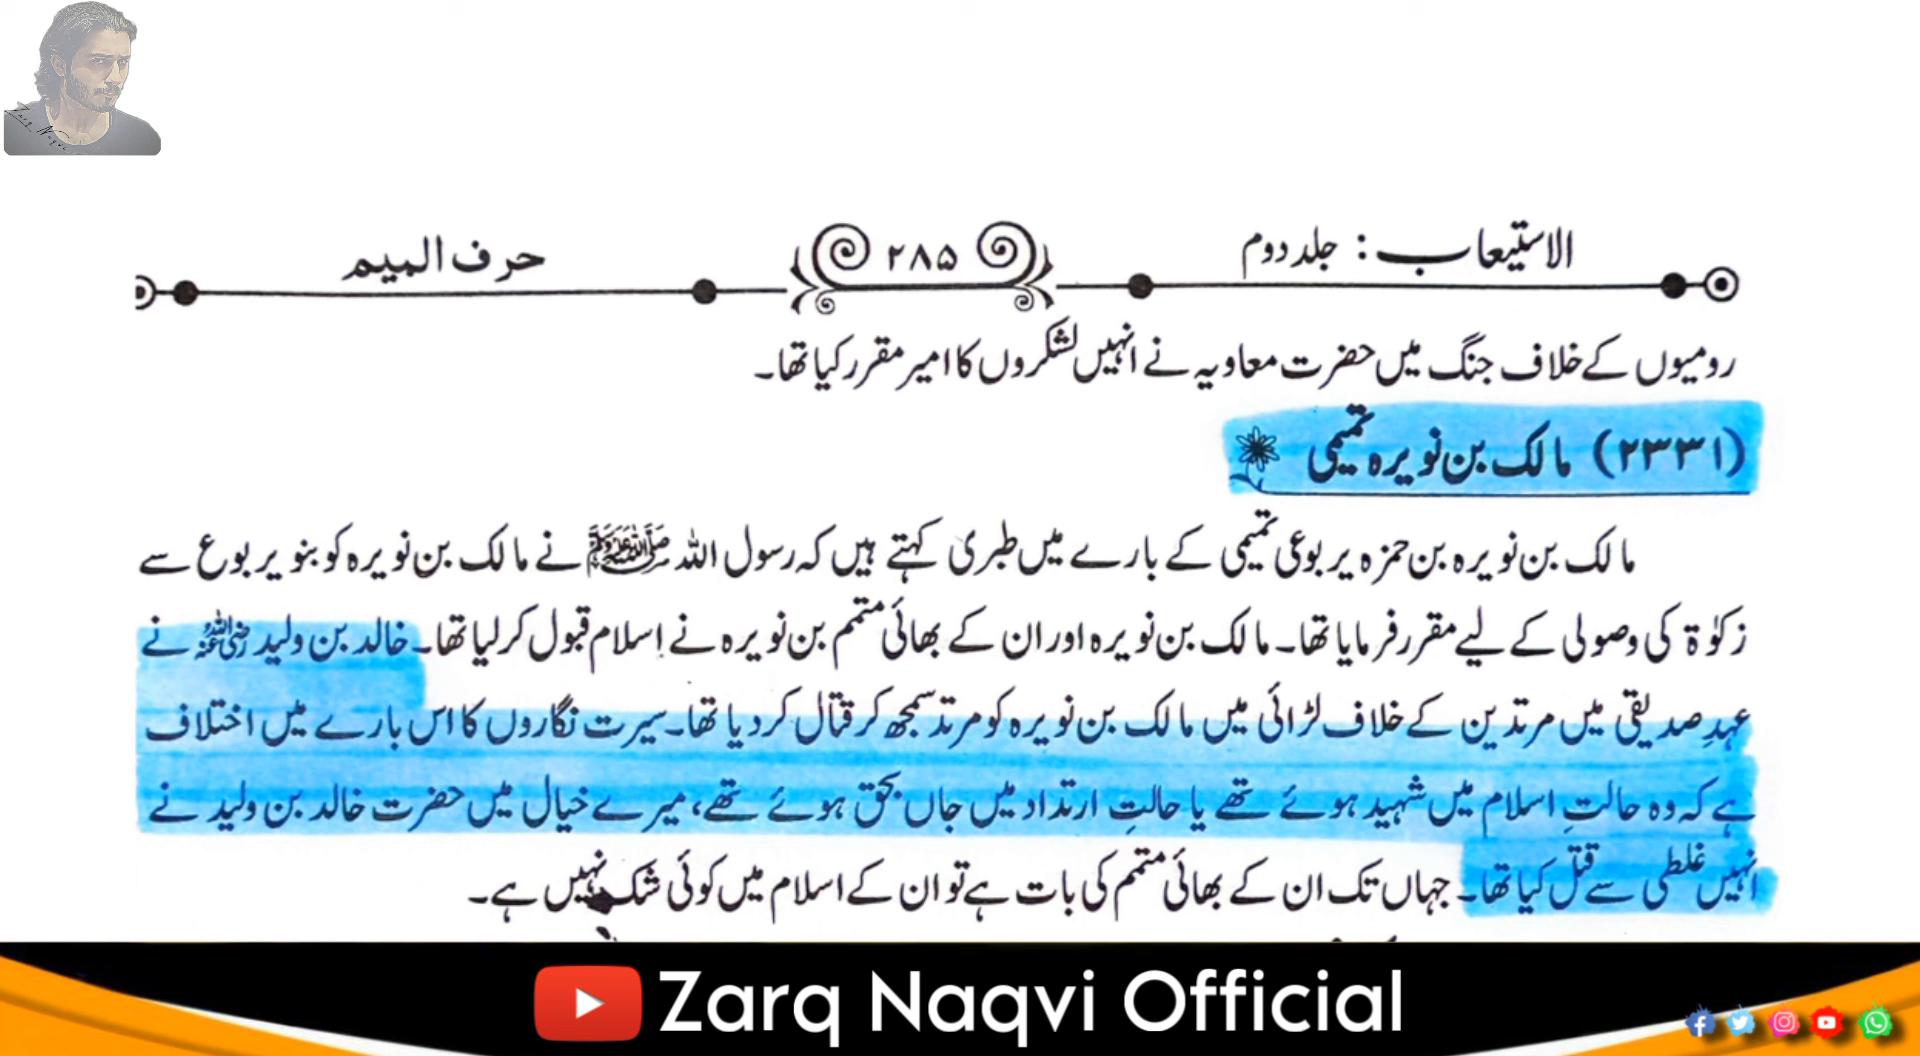 Zarq Naqvi
الاستیعاب : جلد دوم
۲۸۵
حرف الميم
رومیوں کے خلاف جنگ میں حضرت معاویہ نے انہیں لشکروں کا امیر مقرر کیا تھا۔
(۲۳۳۱) مالک بن نویرہ تمیمی
مالک بن نویرہ بن حمزہ یربوعی تمیمی کے بارے میں طبری کہتے ہیں کہ رسول اللہ ﷺ نے مالک بن نویرہ کو بنو یربوع سے
زکوٰۃ کی وصولی کے لیے مقرر فرمایا تھا۔ مالک بن نویرہ اور ان کے بھائی متمم بن نویرہ نے اسلام قبول کر لیا تھا۔ خالد بن ولید رضی اللہ عنہ نے
عہدِ صدیقی میں مرتدین کے خلاف لڑائی میں مالک بن نویرہ کو مرتد سمجھ کر قتال کر دیا تھا۔ سیرت نگاروں کا اس بارے میں اختلاف
ہے کہ وہ حالتِ اسلام میں شہید ہوئے تھے یا حالتِ ارتداد میں جاں بحق ہوئے تھے، میرے خیال میں حضرت خالد بن ولید نے
انہیں غلطی سے قتل کیا تھا۔ جہاں تک ان کے بھائی متمم کی بات ہے تو ان کے اسلام میں کوئی شک نہیں ہے۔
Zarq Naqvi Official